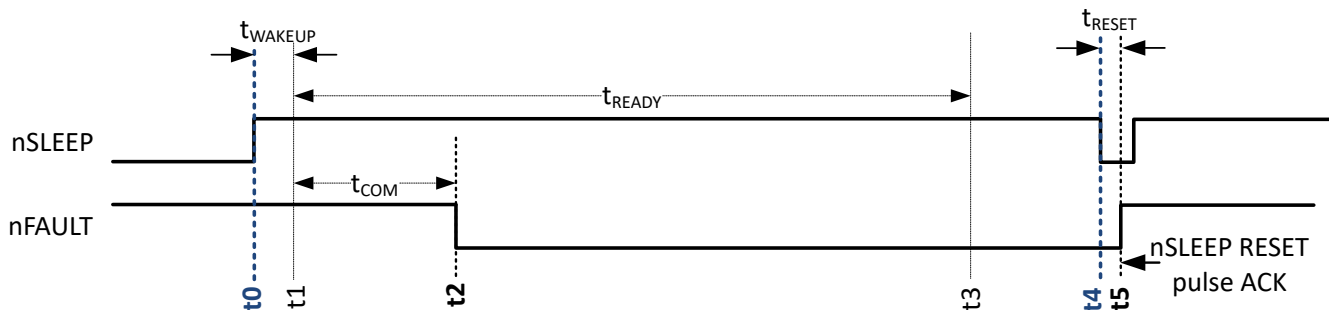 tWAKEUP
tRESET
tREADY
nSLEEP
tCOM
nFAULT
nSLEEP RESET
pulse ACK
t0
t1
t2
t3
t4
t5